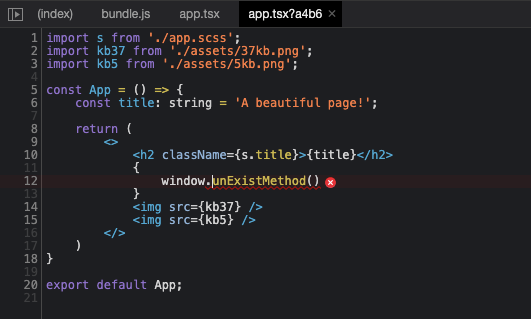 (index) bundle.js app.tsx app.tsx?a4b6 ×
1 import s from './app.scss';
2 import kb37 from './assets/37kb.png';
3 import kb5 from './assets/5kb.png';
4
5 const App = () => {
6 const title: string = 'A beautiful page!';
7
8 return (
9 <>
10 <h2 className={s.title}>{title}</h2>
11 {
12 window.unExistMethod()
13 }
14 <img src={kb37} />
15 <img src={kb5} />
16 </>
17 )
18 }
19
20 export default App;
21